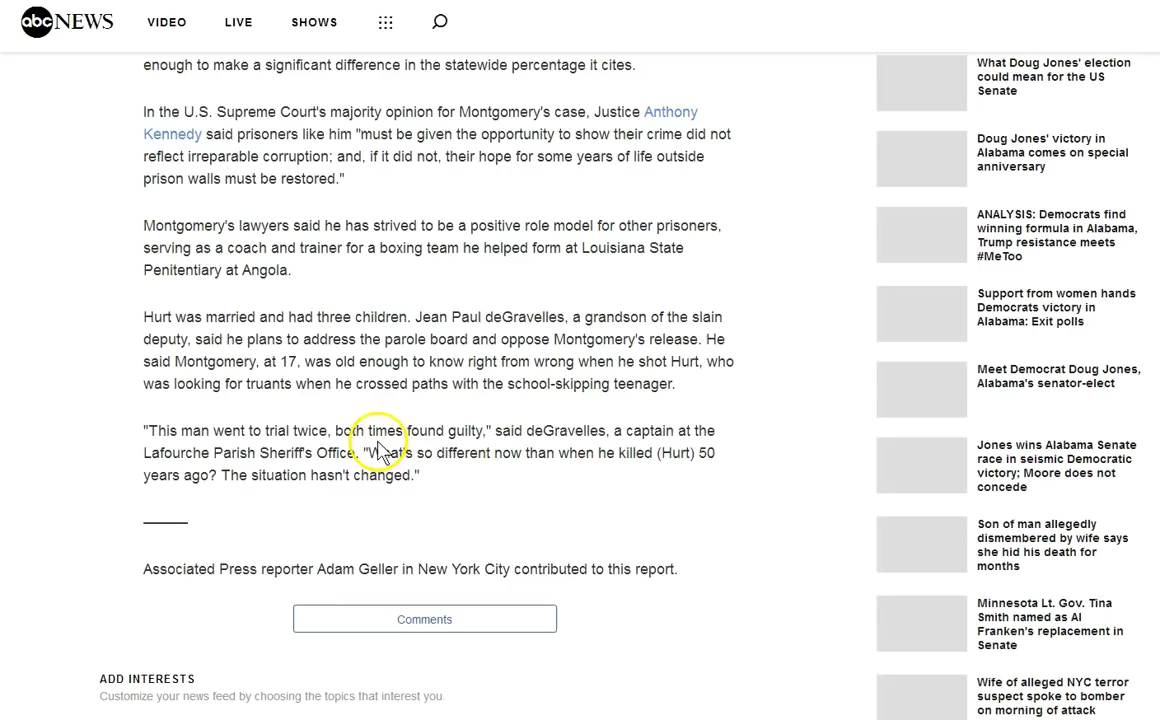 abc NEWS VIDEO LIVE SHOWS
enough to make a significant difference in the statewide percentage it cites.
In the U.S. Supreme Court's majority opinion for Montgomery's case, Justice Anthony
Kennedy said prisoners like him "must be given the opportunity to show their crime did not
reflect irreparable corruption; and, if it did not, their hope for some years of life outside
prison walls must be restored."
Montgomery's lawyers said he has strived to be a positive role model for other prisoners,
serving as a coach and trainer for a boxing team he helped form at Louisiana State
Penitentiary at Angola.
Hurt was married and had three children. Jean Paul deGravelles, a grandson of the slain
deputy, said he plans to address the parole board and oppose Montgomery's release. He
said Montgomery, at 17, was old enough to know right from wrong when he shot Hurt, who
was looking for truants when he crossed paths with the school-skipping teenager.
"This man went to trial twice, both times found guilty," said deGravelles, a captain at the
Lafourche Parish Sheriff's Office. "What's so different now than when he killed (Hurt) 50
years ago? The situation hasn't changed."
Associated Press reporter Adam Geller in New York City contributed to this report.
Comments
ADD INTERESTS
Customize your news feed by choosing the topics that interest you.
What Doug Jones' election
could mean for the US
Senate
Doug Jones' victory in
Alabama comes on special
anniversary
ANALYSIS: Democrats find
winning formula in Alabama,
Trump resistance meets
#MeToo
Support from women hands
Democrats victory in
Alabama: Exit polls
Meet Democrat Doug Jones,
Alabama's senator-elect
Jones wins Alabama Senate
race in seismic Democratic
victory; Moore does not
concede
Son of man allegedly
dismembered by wife says
she hid his death for
months
Minnesota Lt. Gov. Tina
Smith named as Al
Franken's replacement in
Senate
Wife of alleged NYC terror
suspect spoke to bomber
on morning of attack